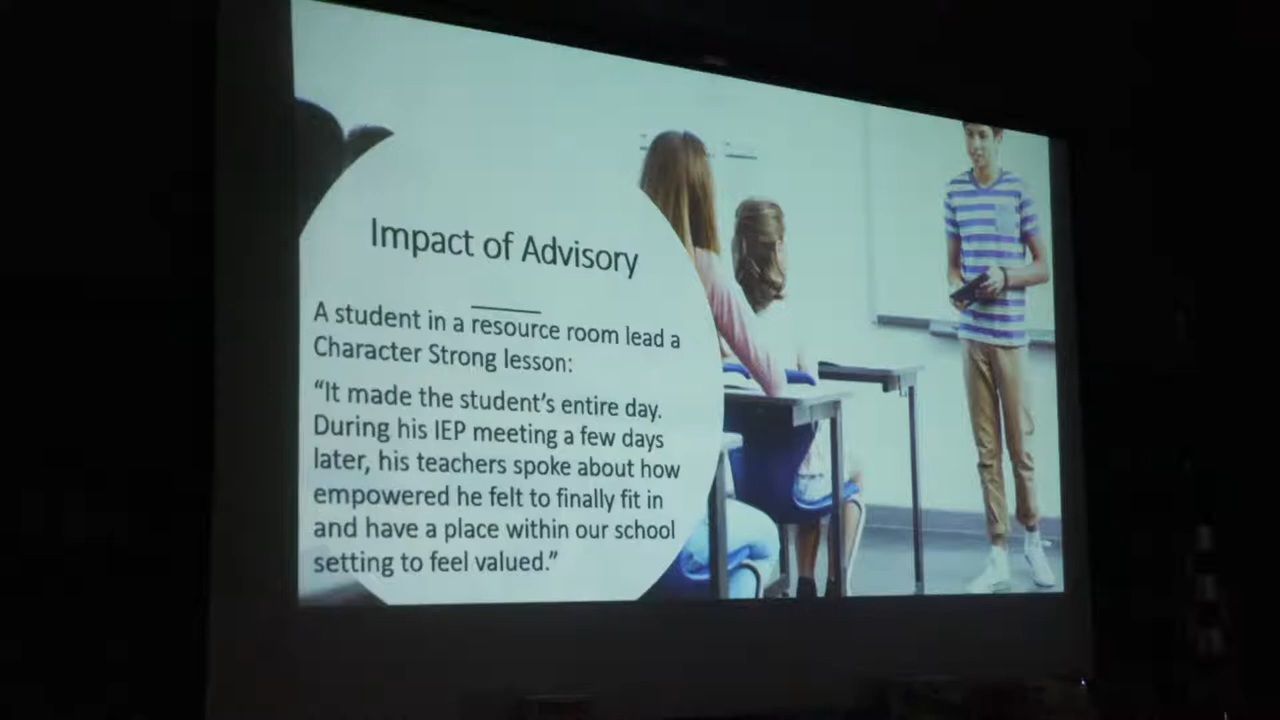 Impact of Advisory
A student in a resource room lead a
Character Strong lesson:
“It made the student’s entire day.
During his IEP meeting a few days
later, his teachers spoke about how
empowered he felt to finally fit in
and have a place within our school
setting to feel valued.”